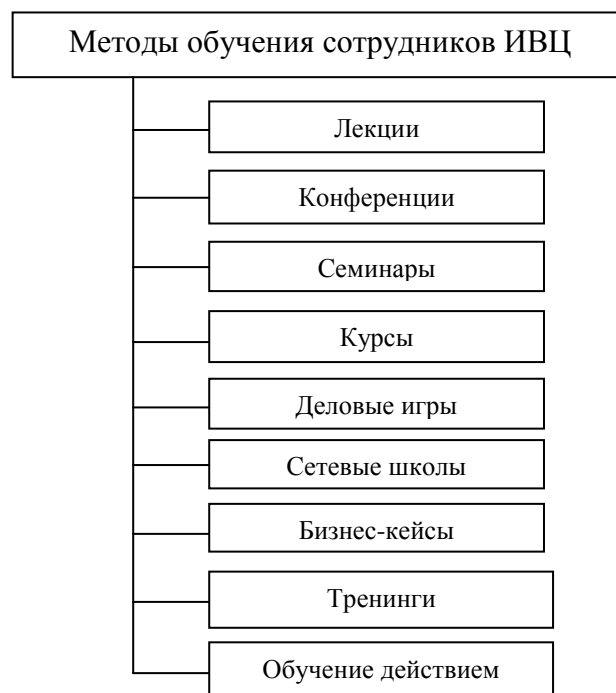 Методы обучения сотрудников ИВЦ
Лекции
Конференции
Семинары
Курсы
Деловые игры
Сетевые школы
Бизнес-кейсы
Тренинги
Обучение действием